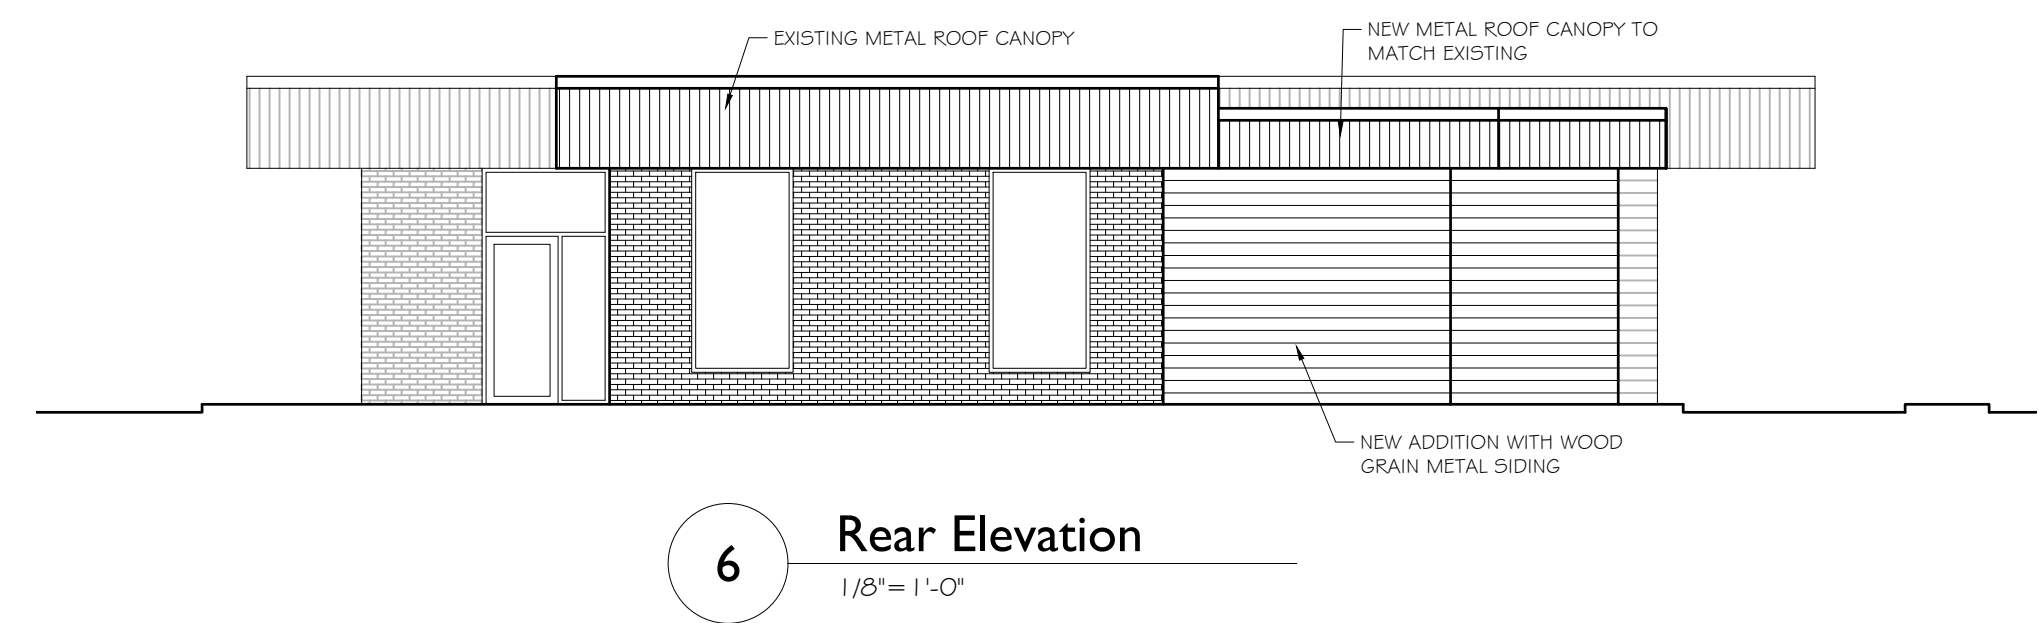 EXISTING METAL ROOF CANOPY
NEW METAL ROOF CANOPY TO
MATCH EXISTING
NEW ADDITION WITH WOOD
GRAIN METAL SIDING
6
Rear Elevation
1/8"=1'-0"